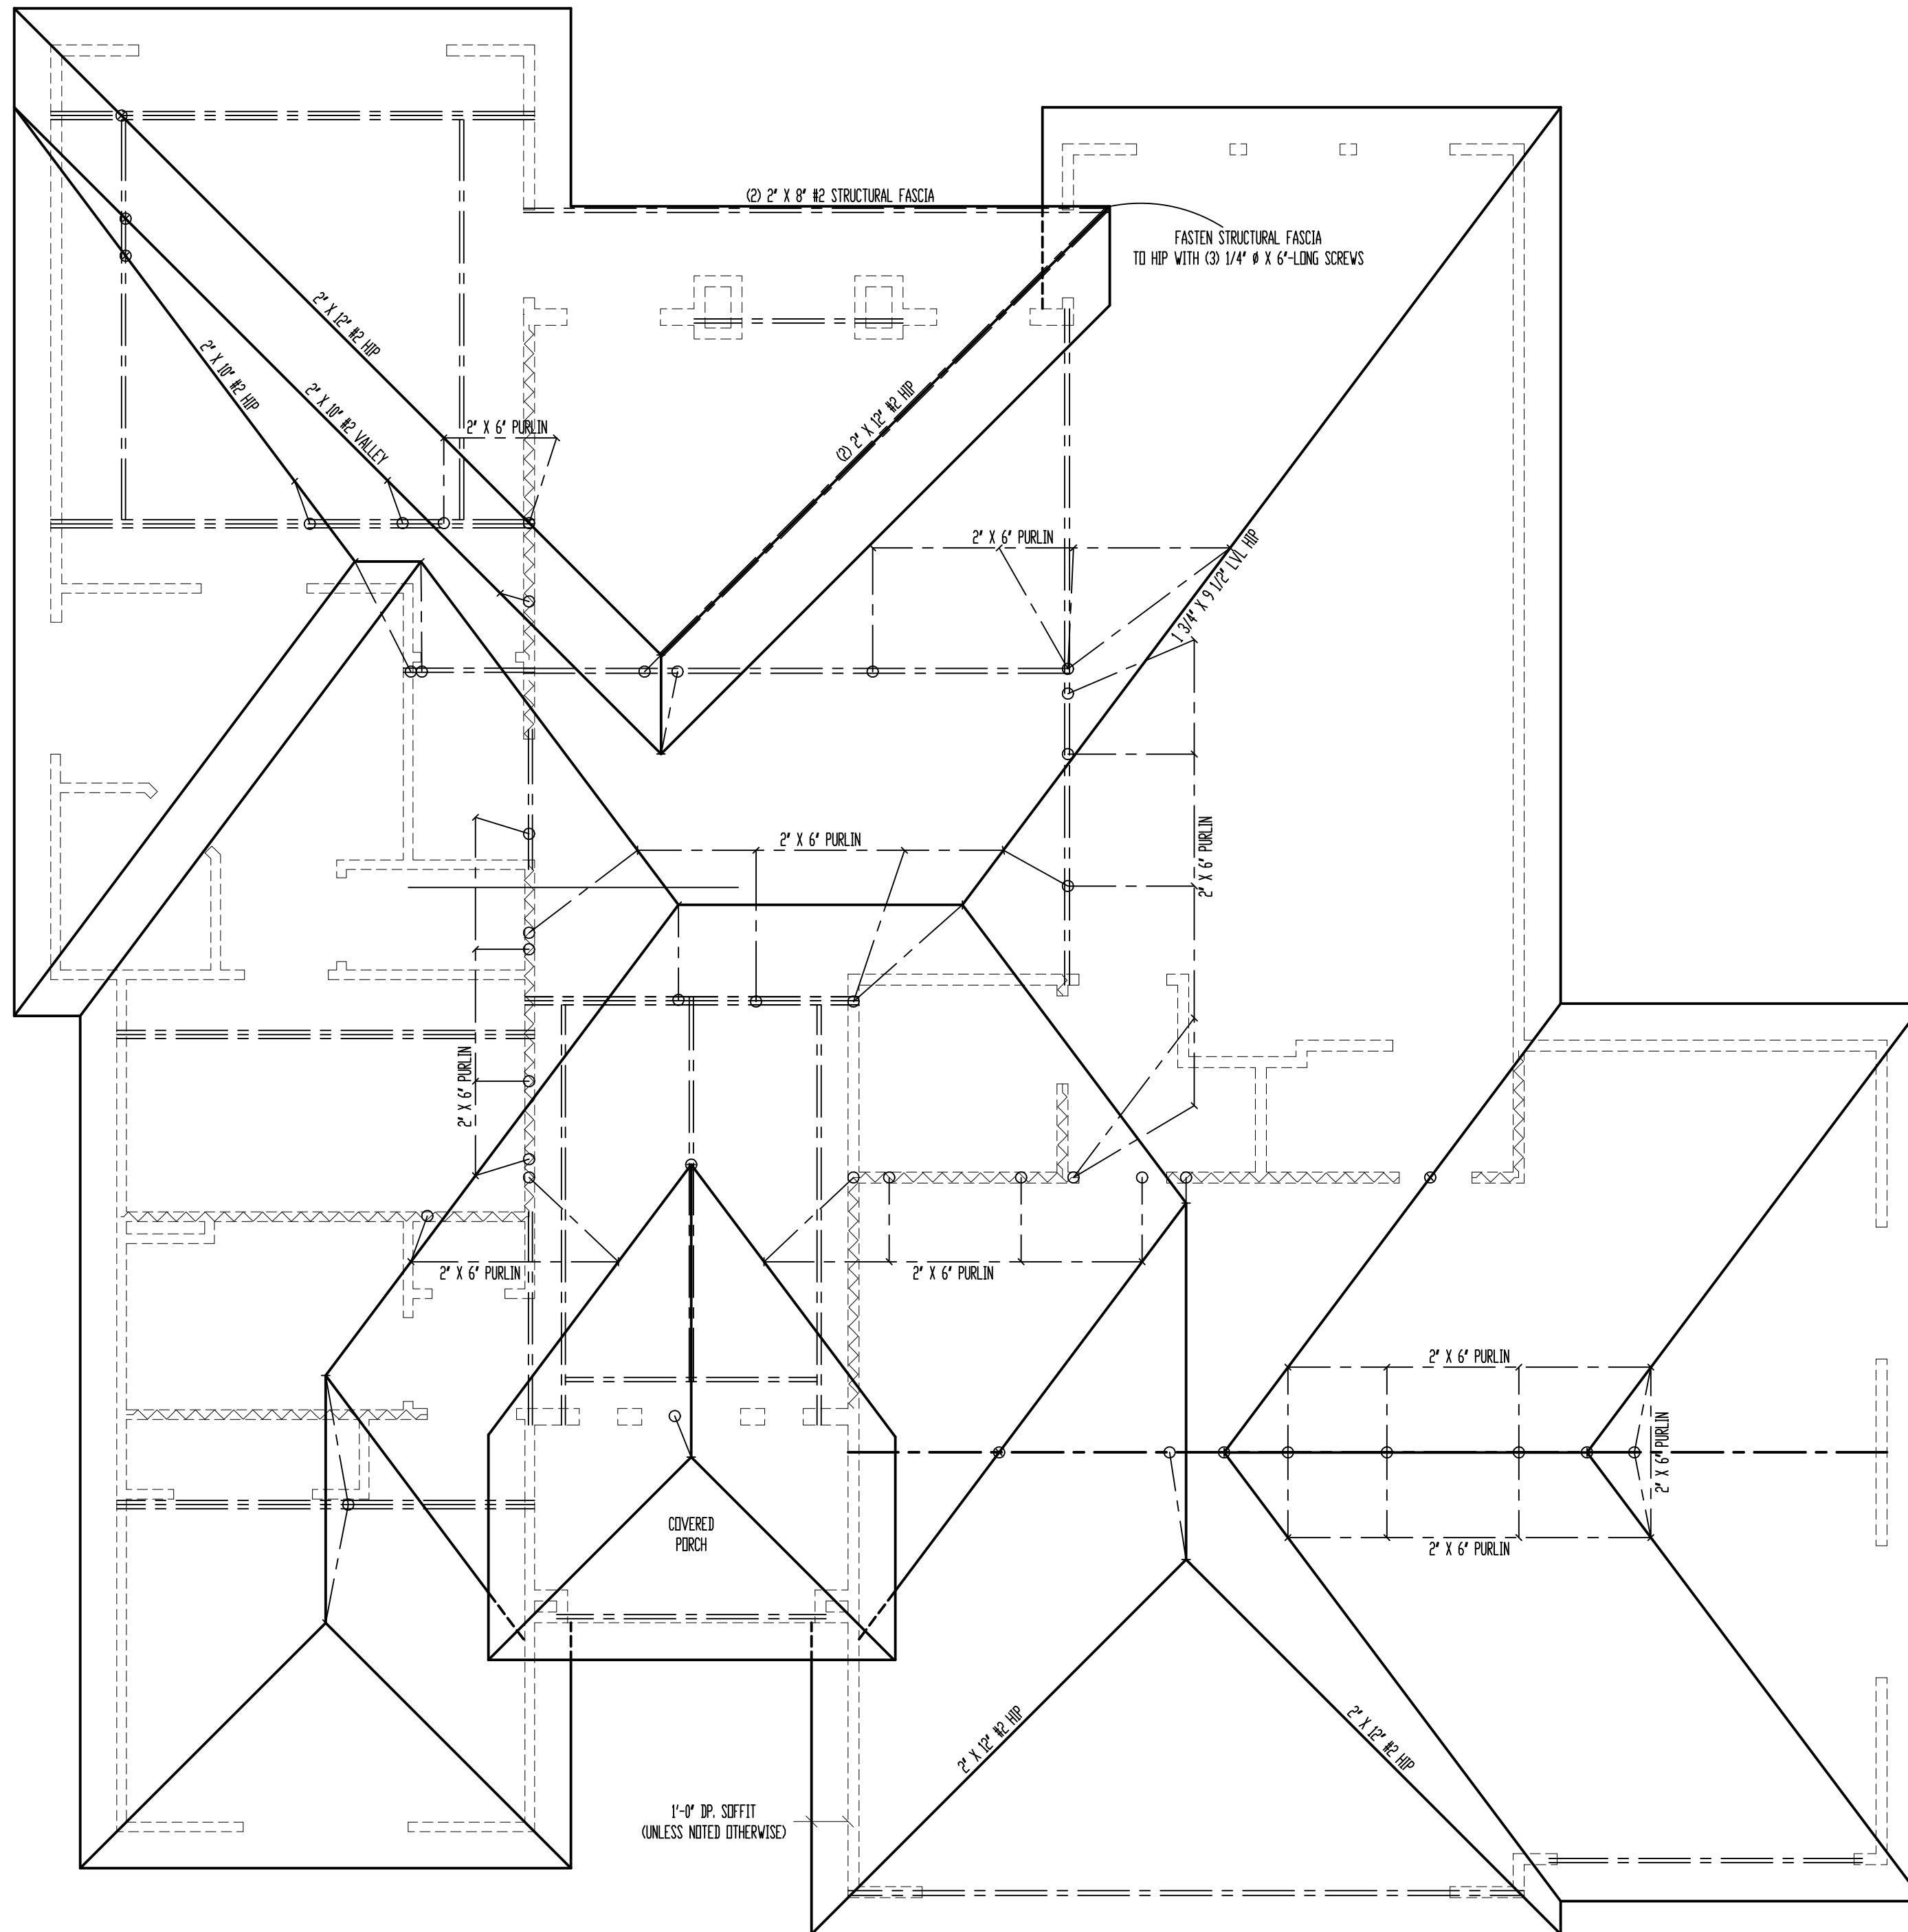 (2) 2" X 8" #2 STRUCTURAL FASCIA
FASTEN STRUCTURAL FASCIA
TO HIP WITH (3) 1/4" Ø X 6"-LONG SCREWS
2" X 12" #2 HIP
2" X 10" #2 HIP
2" X 10" #2 VALLEY
2" X 6" PURLIN
(2) 2" X 12" #2 HIP
2" X 6" PURLIN
1 3/4" X 9 1/2" LVL HIP
2" X 6" PURLIN
2" X 6" PURLIN
2" X 6" PURLIN
2" X 6" PURLIN
2" X 6" PURLIN
2" X 6" PURLIN
2" X 6" PURLIN
2" X 6" PURLIN
COVERED
PORCH
2" X 12" #2 HIP
2" X 12" #2 HIP
1'-0" DP. SOFFIT
(UNLESS NOTED OTHERWISE)